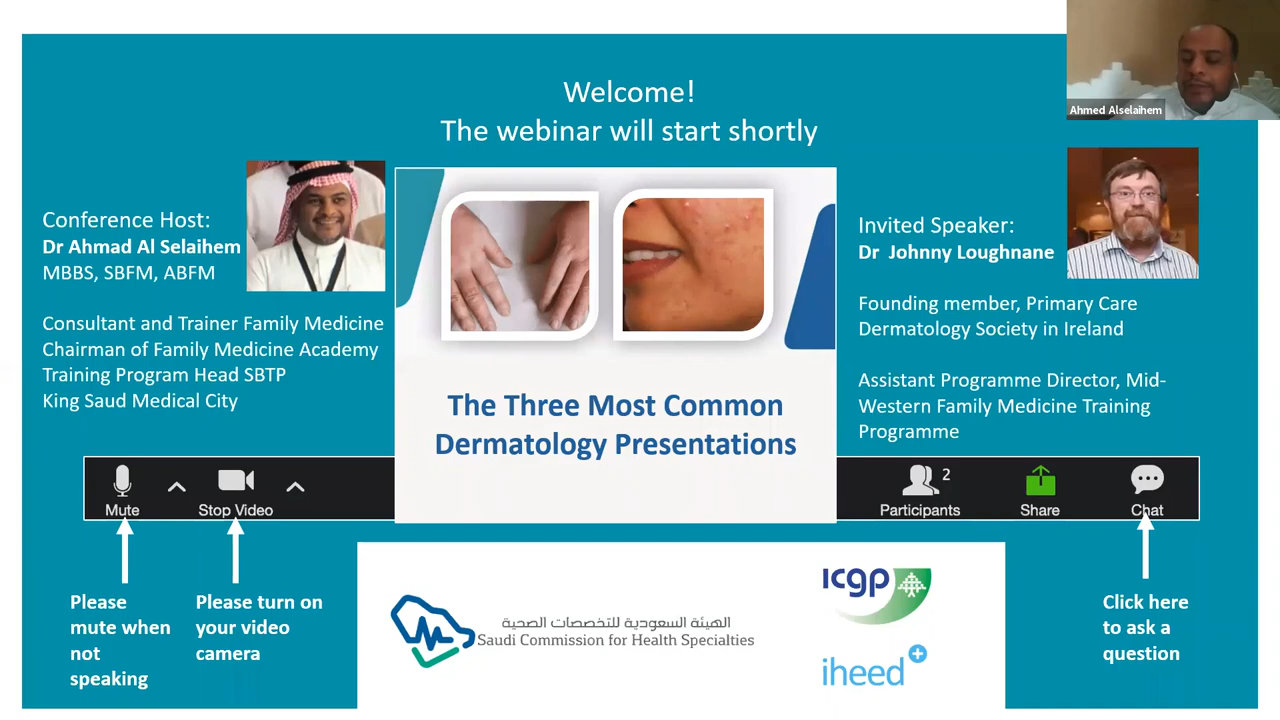 Welcome!
The webinar will start shortly
Ahmed Alselaihem
Conference Host:
Dr Ahmad Al Selaihem
MBBS, SBFM, ABFM
Consultant and Trainer Family Medicine
Chairman of Family Medicine Academy
Training Program Head SBTP
King Saud Medical City
The Three Most Common
Dermatology Presentations
Invited Speaker:
Dr Johnny Loughnane
Founding member, Primary Care
Dermatology Society in Ireland
Assistant Programme Director, Mid-
Western Family Medicine Training
Programme
Mute
Stop Video
2
Participants
Share
Chat
Please
mute when
not
speaking
Please turn on
your video
camera
الهيئة السعودية للتخصصات الصحية
Saudi Commission for Health Specialties
icgp
iheed
Click here
to ask a
question